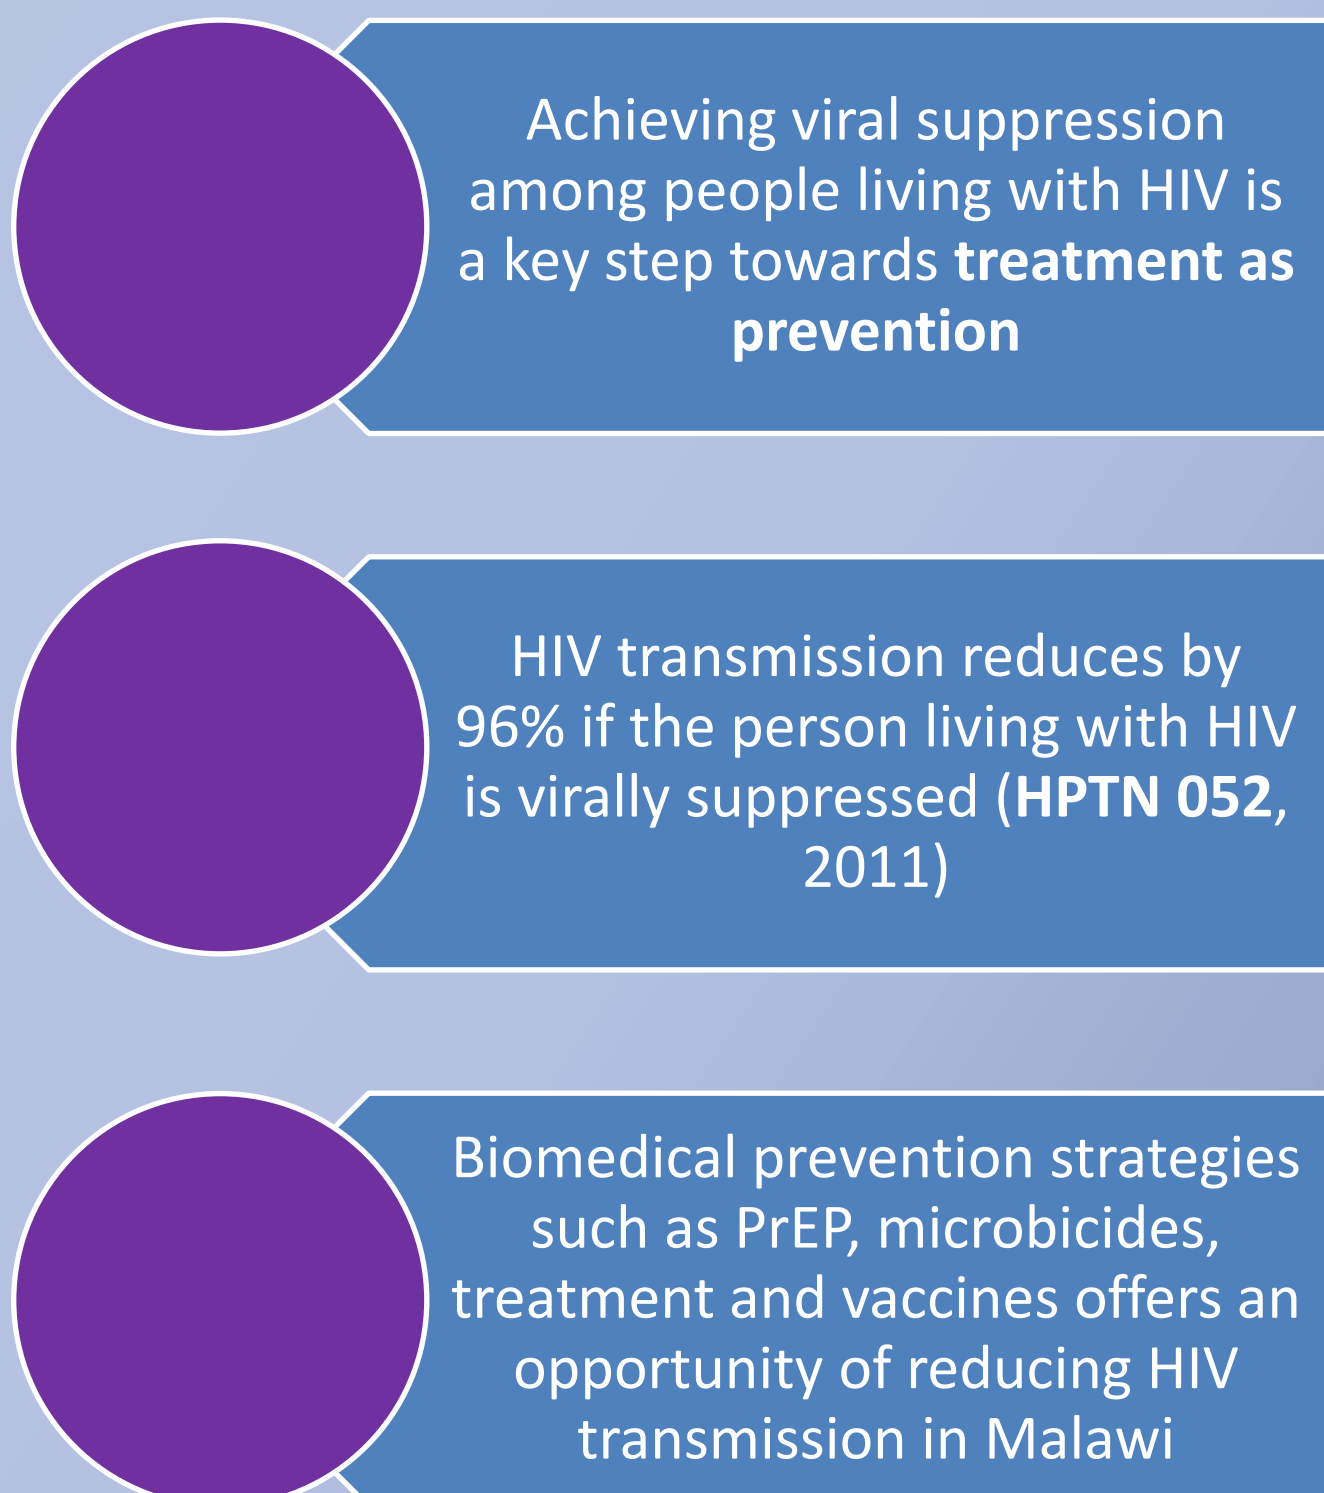 Achieving viral suppression
among people living with HIV is
a key step towards treatment as
prevention
HIV transmission reduces by
96% if the person living with HIV
is virally suppressed (HPTN 052,
2011)
Biomedical prevention strategies
such as PrEP, microbicides,
treatment and vaccines offers an
opportunity of reducing HIV
transmission in Malawi